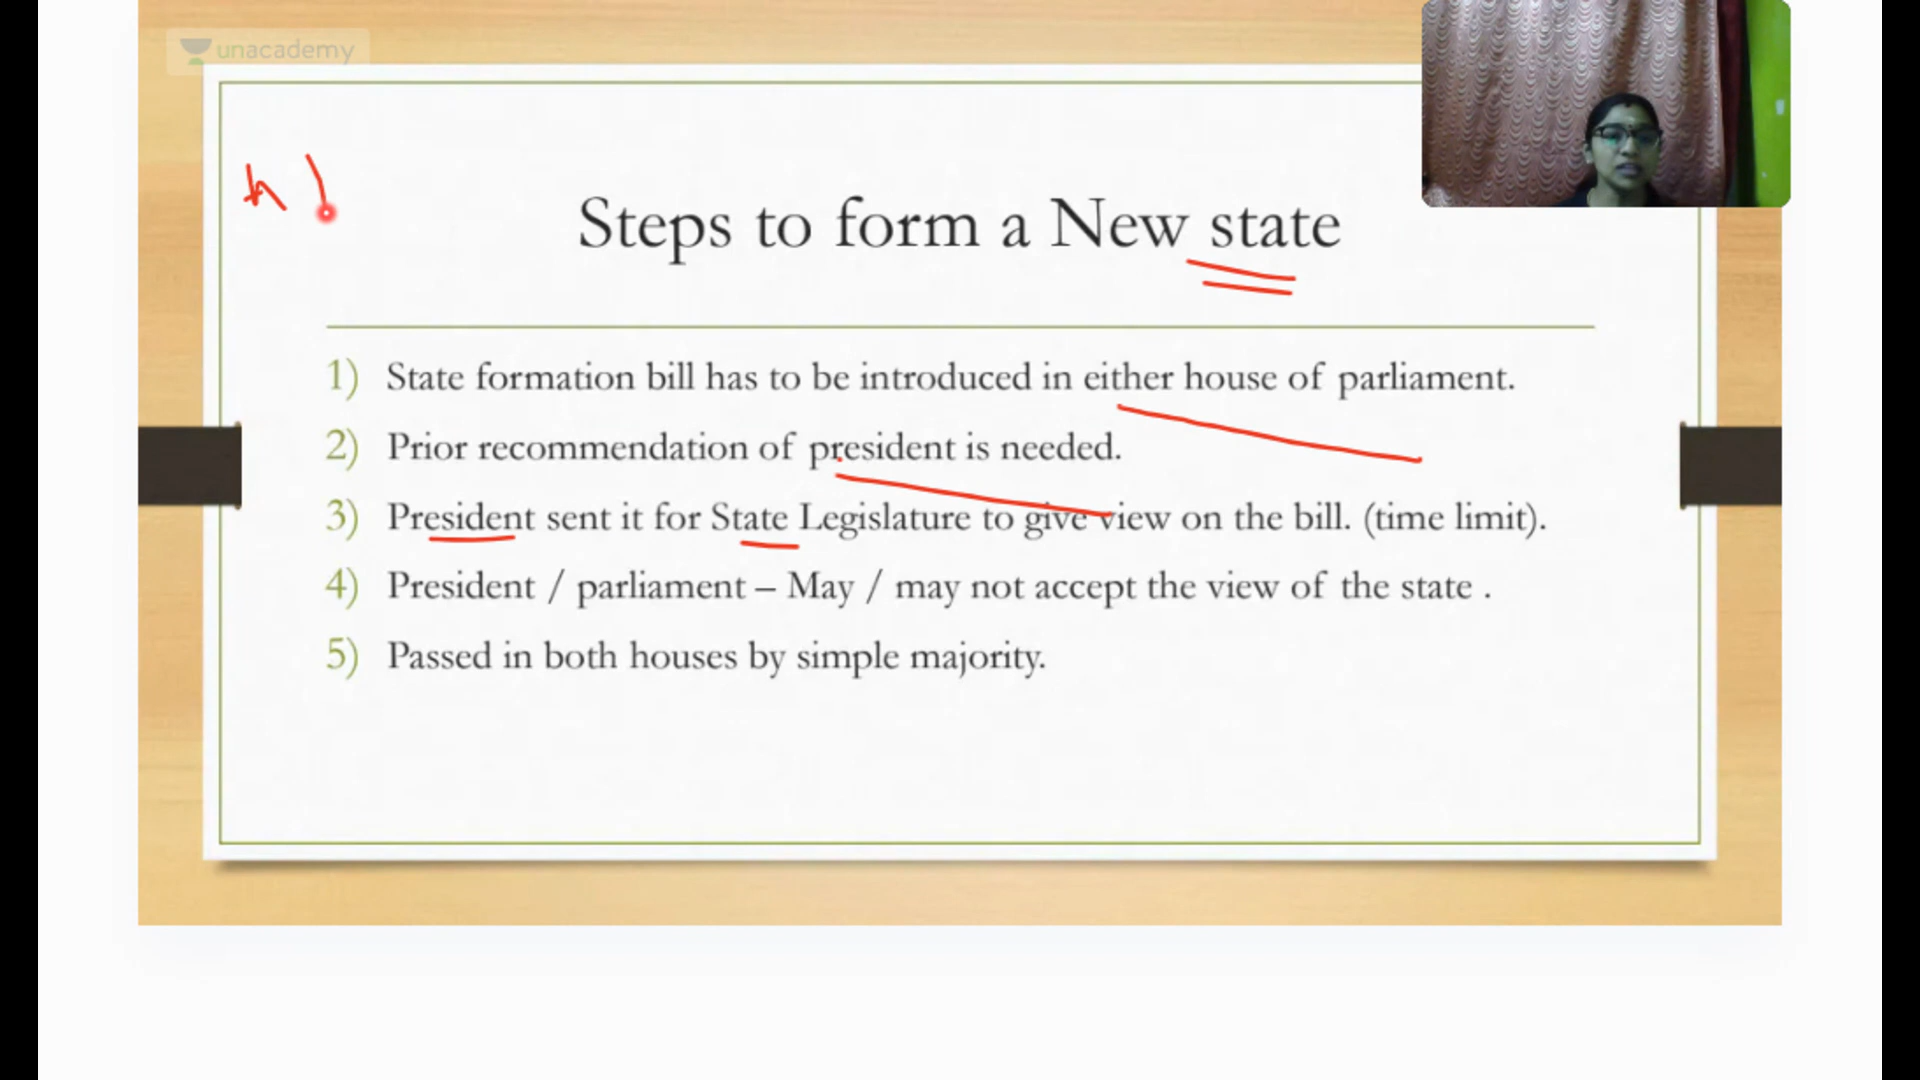 unacademy
Steps to form a New state
1) State formation bill has to be introduced in either house of parliament.
2) Prior recommendation of president is needed.
3) President sent it for State Legislature to give view on the bill. (time limit).
4) President / parliament – May / may not accept the view of the state .
5) Passed in both houses by simple majority.